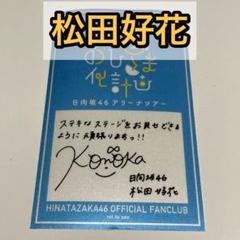 松田好花
おひさま
化計画
日向坂46 アリーナツアー
ステキなステージをお見せできる
ように頑張りまちっ!!
Konoka
日向坂46
松田好花
HINATAZAKA46 OFFICIAL FANCLUB
not for sale